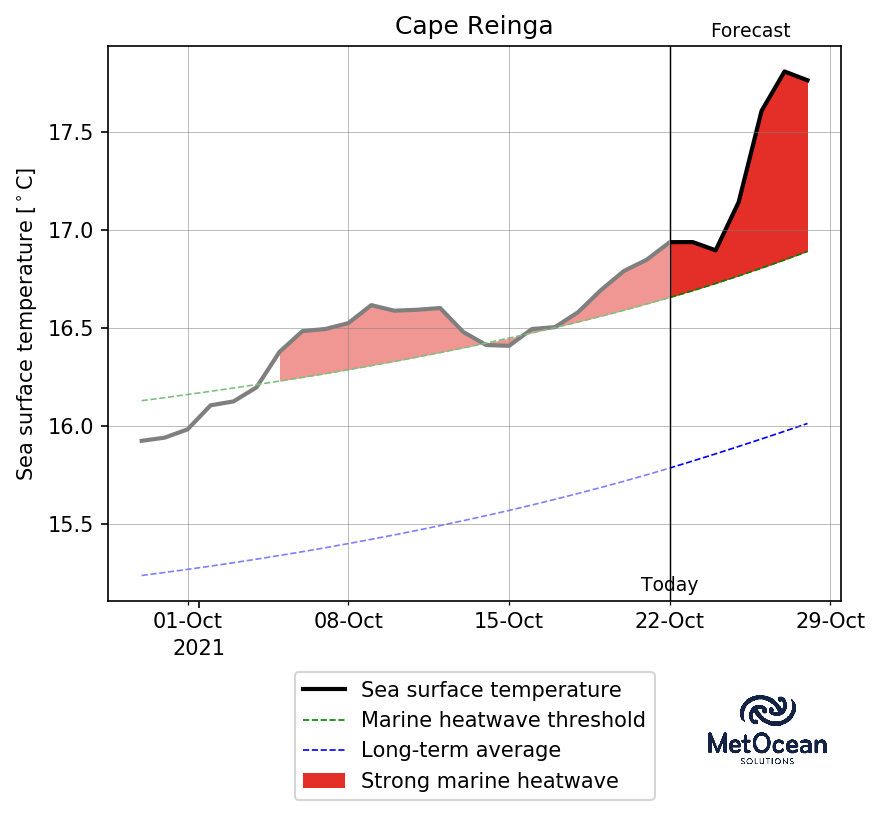 Cape Reinga
Forecast
Sea surface temperature [°C]
17.5
17.0
16.5
16.0
15.5
Today
01-Oct 08-Oct 15-Oct 22-Oct 29-Oct
2021
Sea surface temperature
Marine heatwave threshold
Long-term average
Strong marine heatwave
MetOcean
SOLUTIONS